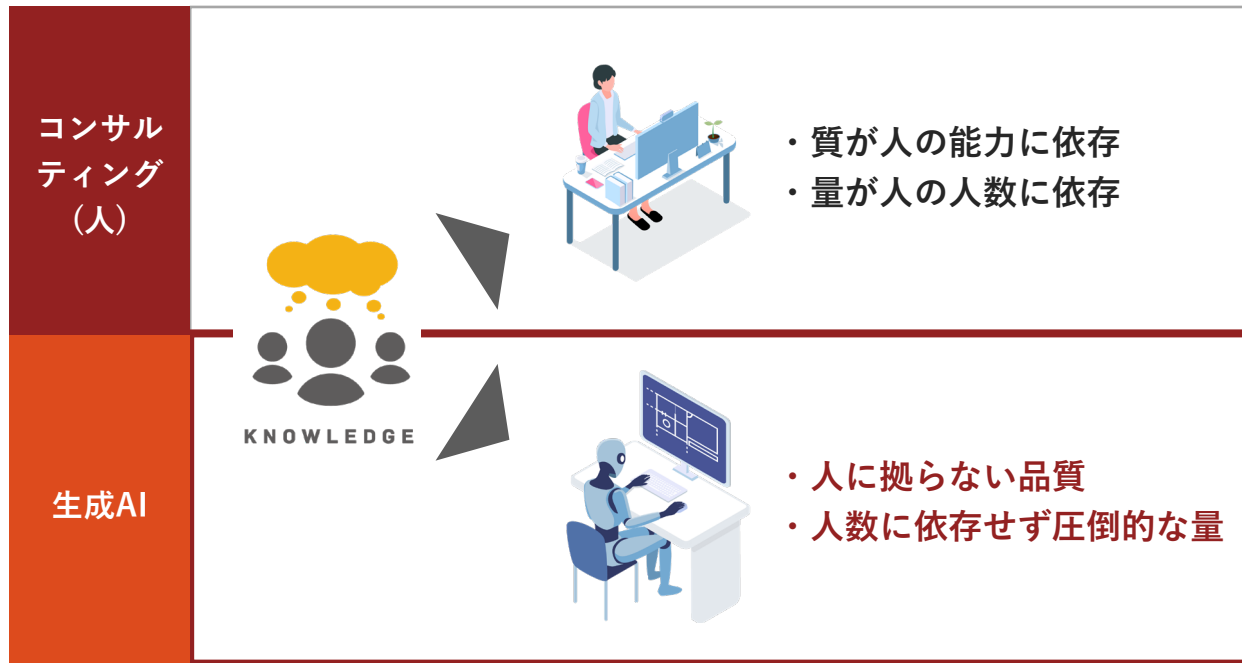 コンサル
ティング
(人)
・質が人の能力に依存
・量が人の人数に依存
KNOWLEDGE
生成AI
・人に拠らない品質
・人数に依存せず圧倒的な量